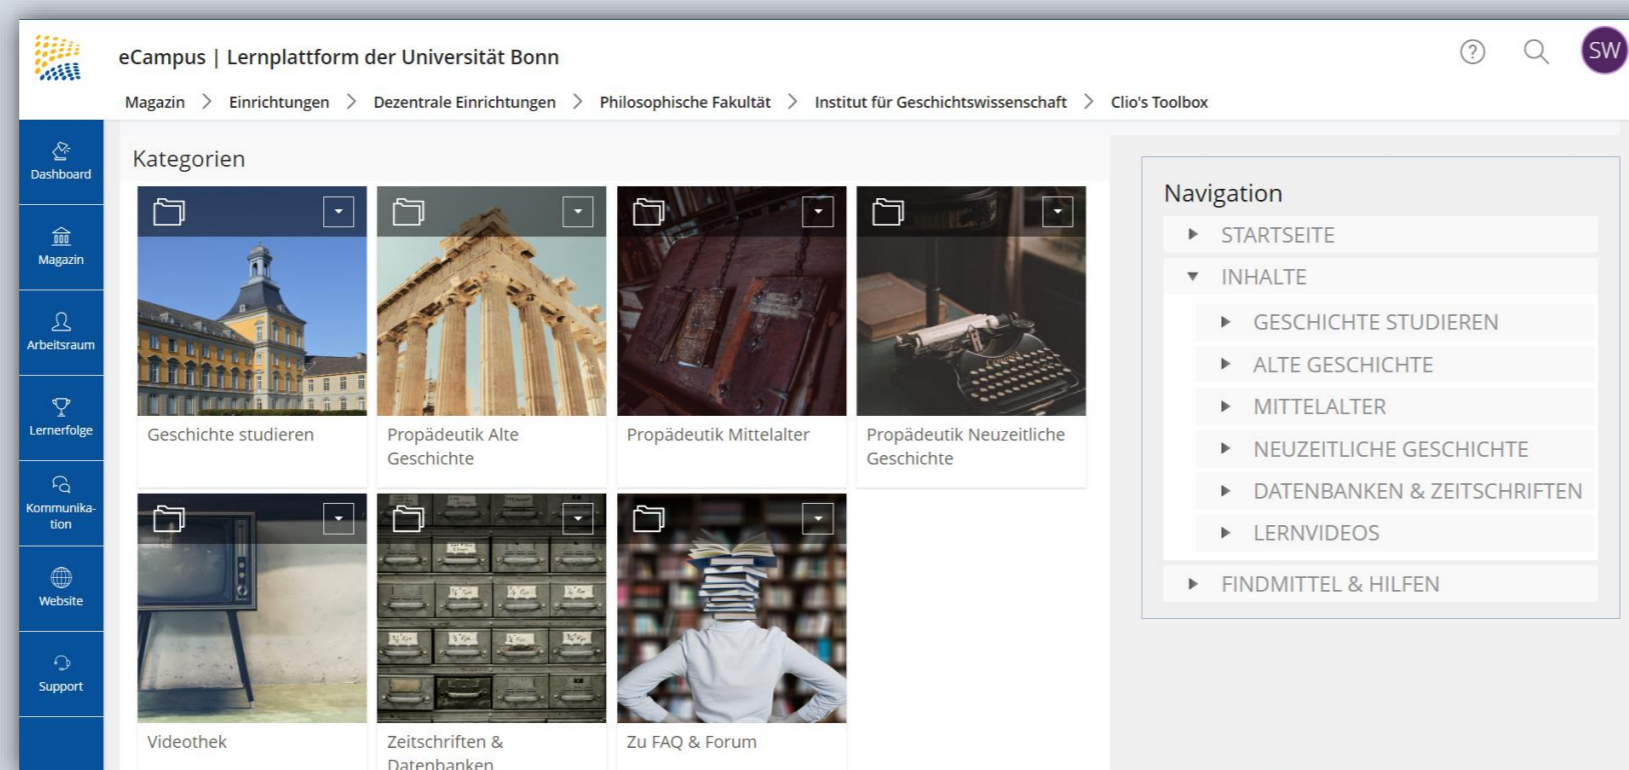 eCampus | Lernplattform der Universität Bonn
SW
Magazin > Einrichtungen > Dezentrale Einrichtungen > Philosophische Fakultät > Institut für Geschichtswissenschaft > Clio's Toolbox
Dashboard
Magazin
Arbeitsraum
Lernerfolge
Kommunika-
tion
Website
Support
Kategorien
Geschichte studieren
Propädeutik Alte
Geschichte
Propädeutik Mittelalter
Propädeutik Neuzeitliche
Geschichte
Videothek
Zeitschriften &
Datenbanken
Zu FAQ & Forum
Navigation
STARTSEITE
INHALTE
GESCHICHTE STUDIEREN
ALTE GESCHICHTE
MITTELALTER
NEUZEITLICHE GESCHICHTE
DATENBANKEN & ZEITSCHRIFTEN
LERNVIDEOS
FINDMITTEL & HILFEN